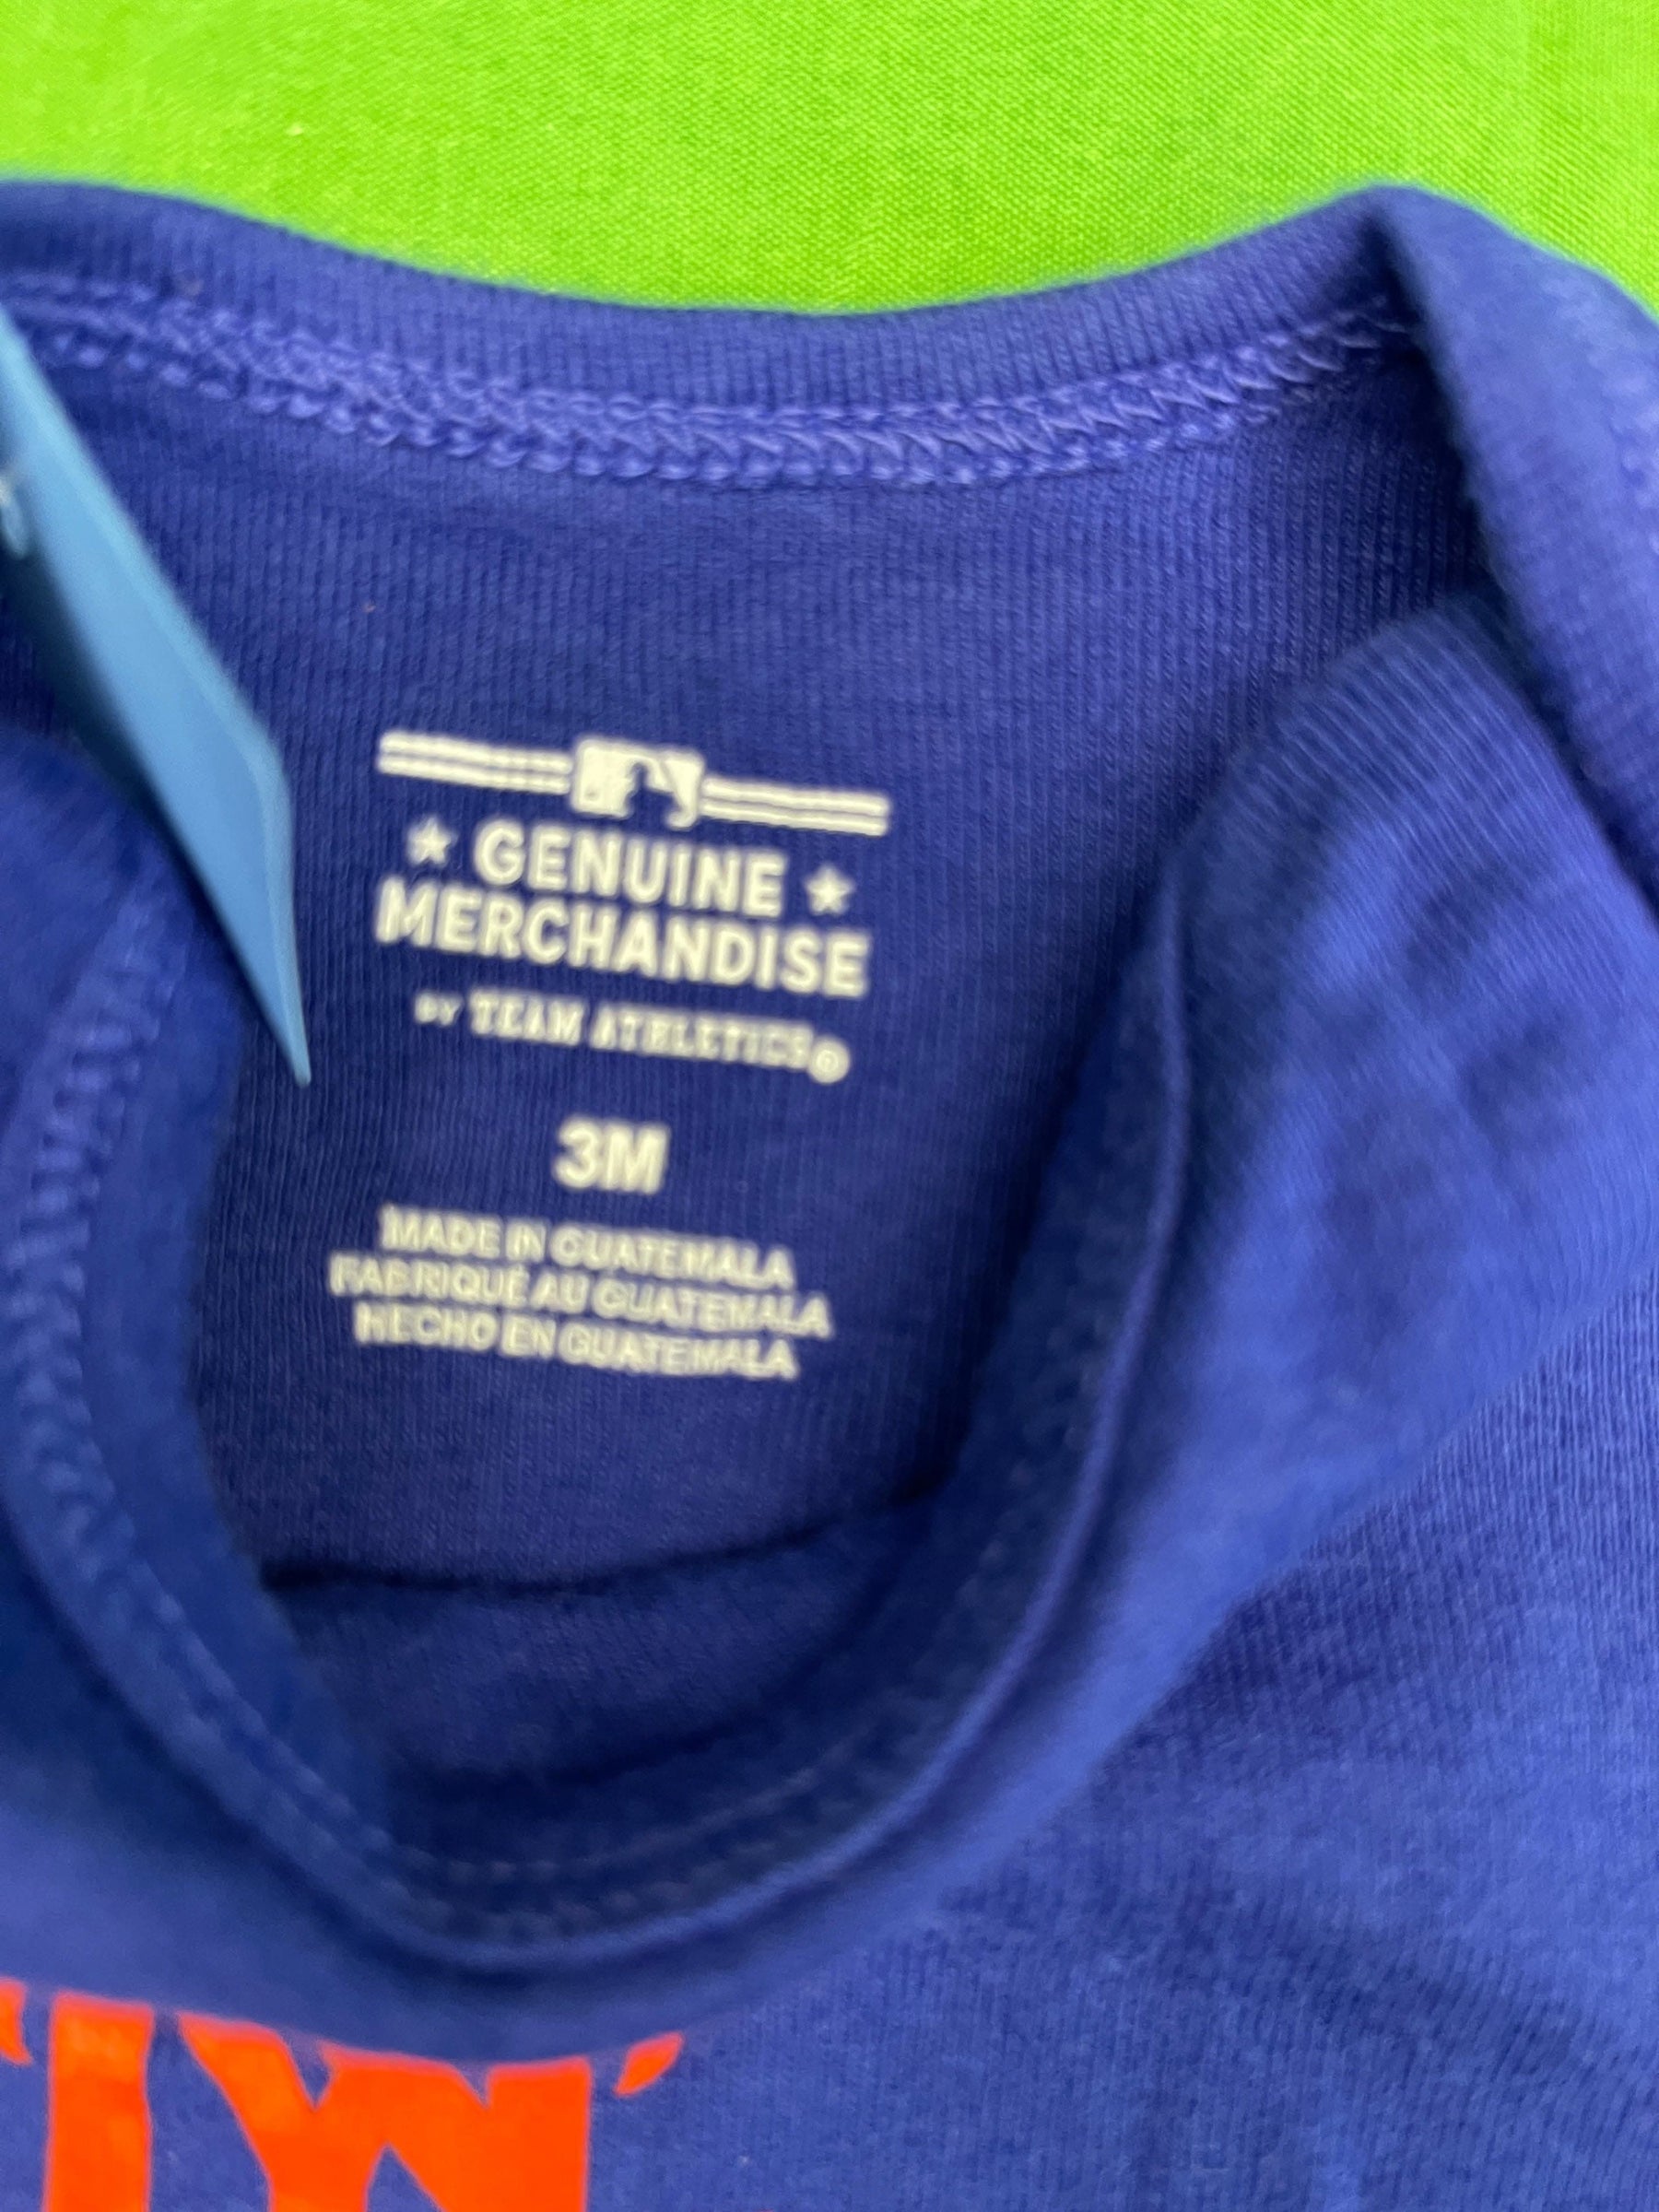 GENUINE
MERCHANDISE
BY TEAM ATHLETICS®
3M
MADE IN GUATEMALA
FABRIQUÉ AU GUATEMALA
HECHO EN GUATEMALA